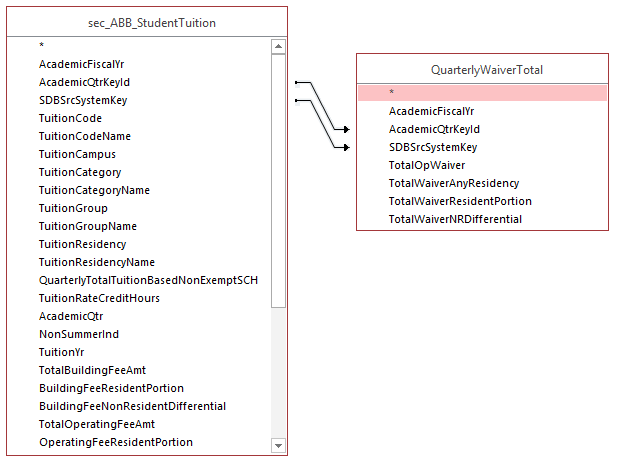 sec_ABB_StudentTuition
*
AcademicFiscalYr
AcademicQtrKeyId
SDBSrcSystemKey
TuitionCode
TuitionCodeName
TuitionCampus
TuitionCategory
TuitionCategoryName
TuitionGroup
TuitionGroupName
TuitionResidency
TuitionResidencyName
QuarterlyTotalTuitionBasedNonExemptSCH
TuitionRateCreditHours
AcademicQtr
NonSummerInd
TuitionYr
TotalBuildingFeeAmt
BuildingFeeResidentPortion
BuildingFeeNonResidentDifferential
TotalOperatingFeeAmt
OperatingFeeResidentPortion
QuarterlyWaiverTotal
*
AcademicFiscalYr
AcademicQtrKeyId
SDBSrcSystemKey
TotalOpWaiver
TotalWaiverAnyResidency
TotalWaiverResidentPortion
TotalWaiverNRDifferential